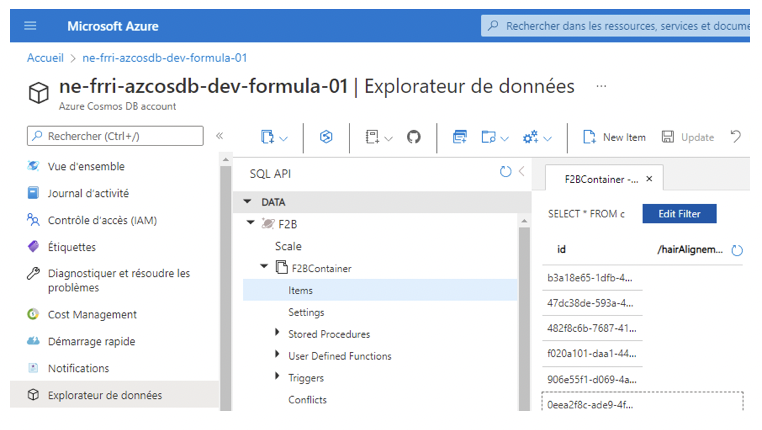 Microsoft Azure
Rechercher dans les ressources, services et docume
Accueil > ne-frri-azcosdb-dev-formula-01
ne-frri-azcosdb-dev-formula-01 | Explorateur de données ...
Azure Cosmos DB account
Rechercher (Ctrl+/)
Vue d'ensemble
Journal d'activité
Contrôle d'accès (IAM)
Étiquettes
Diagnostiquer et résoudre les
problèmes
Cost Management
Démarrage rapide
Notifications
Explorateur de données
New Item
Update
SQL API
DATA
F2B
Scale
F2BContainer
Items
Settings
Stored Procedures
User Defined Functions
Triggers
Conflicts
F2BContainer -... ×
SELECT * FROM c
Edit Filter
id /hairAlignem...
b3a18e65-1dfb-4...
47dc38de-593a-4...
482f8c6b-7687-41...
f020a101-daa1-44...
906e55f1-d069-4a...
0eea2f8c-ade9-4f...